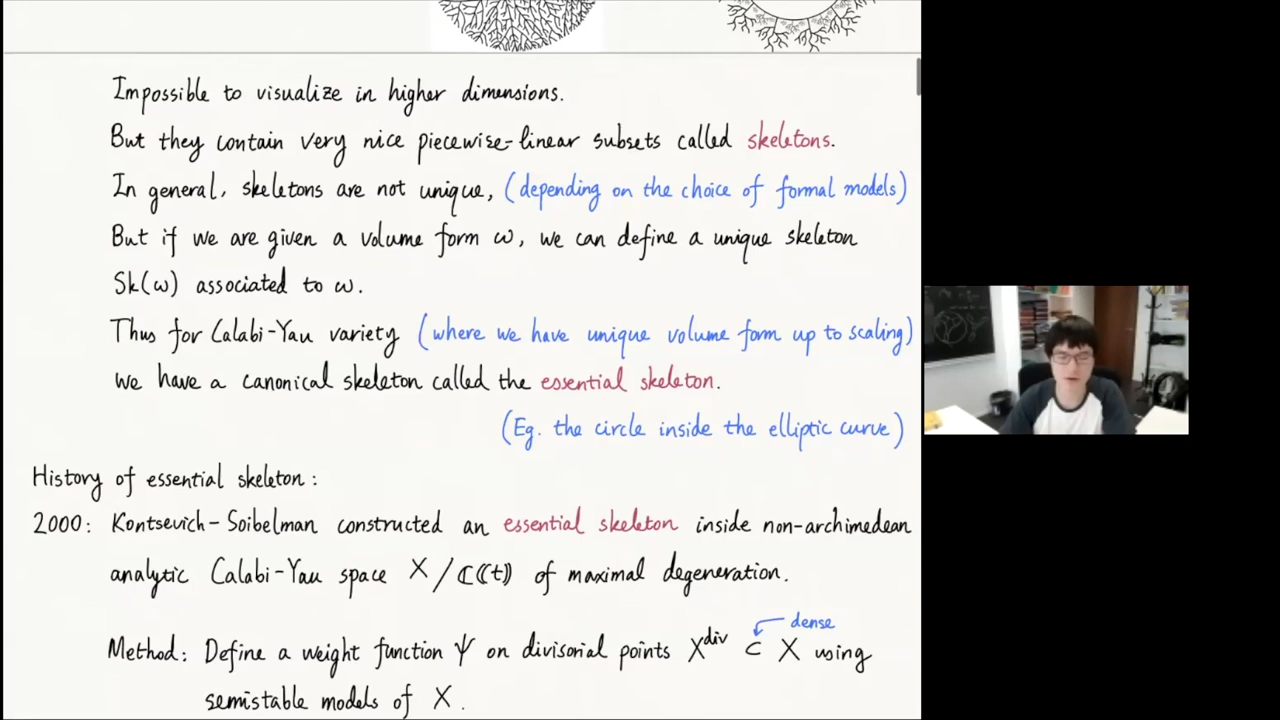 Impossible to visualize in higher dimensions.
But they contain very nice piecewise-linear subsets called skeletons.
In general, skeletons are not unique, (depending on the choice of formal models)
But if we are given a volume form ω, we can define a unique skeleton
Sk(ω) associated to ω.
Thus for Calabi-Yau variety (where we have unique volume form up to scaling)
we have a canonical skeleton called the essential skeleton.
(Eg. the circle inside the elliptic curve)
History of essential skeleton:
2000: Kontsevich-Soibelman constructed an essential skeleton inside non-archimedean
analytic Calabi-Yau space X/ℂ((t)) of maximal degeneration.
dense
Method: Define a weight function Ψ on divisorial points X^div ⊂ X using
semistable models of X.